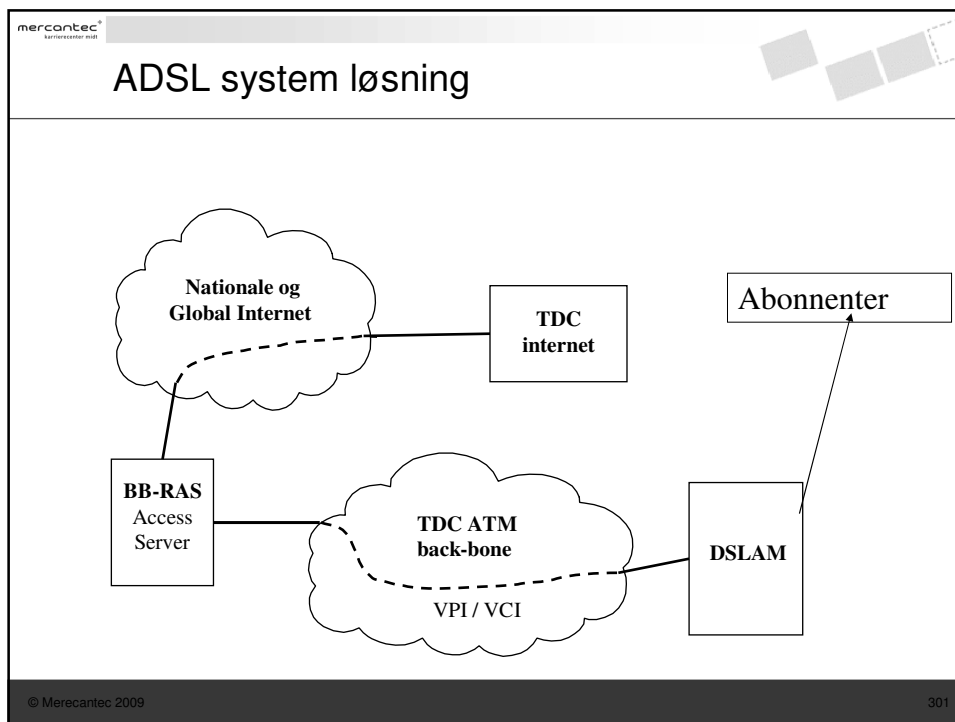 mercantec
karrierecenter midt
ADSL system løsning
Nationale og
Global Internet
TDC
internet
Abonnenter
BB-RAS
Access
Server
TDC ATM
back-bone
VPI / VCI
DSLAM
© Merecantec 2009
301